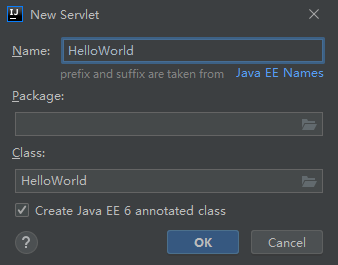 New Servlet
Name: HelloWorld
prefix and suffix are taken from Java EE Names
Package:
Class:
HelloWorld
Create Java EE 6 annotated class
? OK Cancel